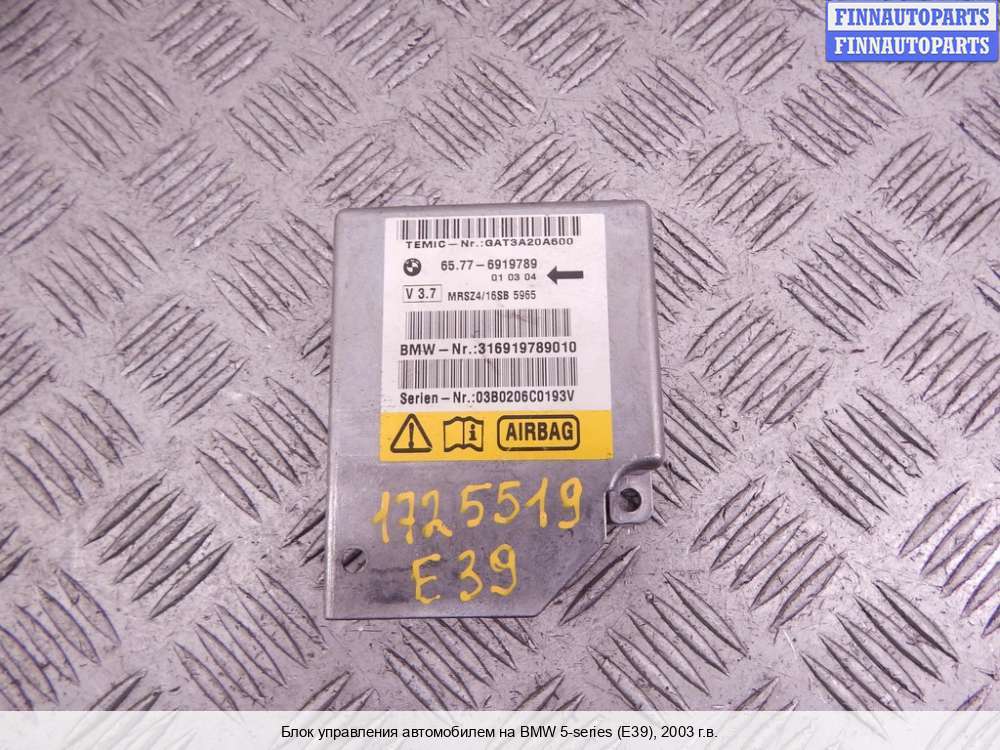 FINNAUTOPARTS
FINNAUTOPARTS
TEMIC-Nr.:GAT3A20A600
65.77-6919789
01 03 04
V 3.7 MRSZ4/16SB 5965
BMW-Nr.:316919789010
Serien-Nr.:03B0206C0193V
AIRBAG
1725519
E39
Блок управления автомобилем на BMW 5-series (E39), 2003 г.в.